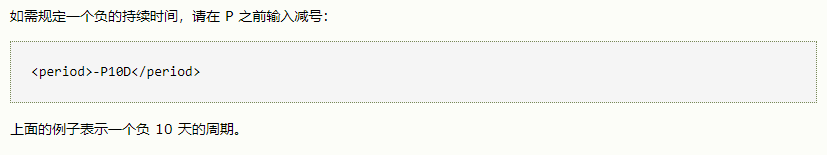 如需规定一个负的持续时间，请在 P 之前输入减号：
<period>-P10D</period>
上面的例子表示一个负 10 天的周期。